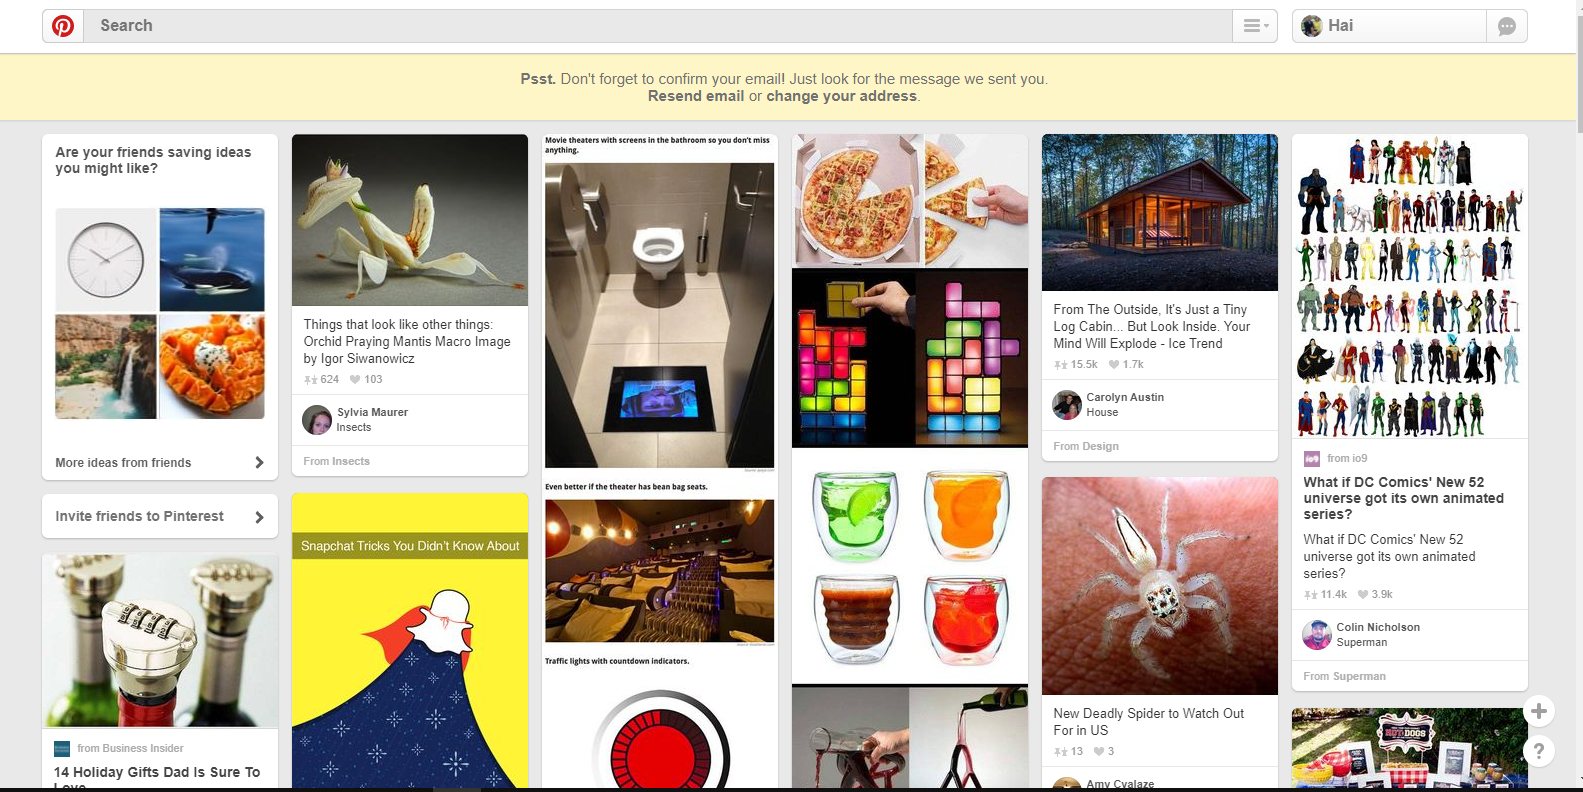 Search
Hai
Psst. Don't forget to confirm your email! Just look for the message we sent you.
Resend email or change your address.
Are your friends saving ideas
you might like?
More ideas from friends
Invite friends to Pinterest
from Business Insider
14 Holiday Gifts Dad Is Sure To
Love
Things that look like other things:
Orchid Praying Mantis Macro Image
by Igor Siwanowicz
624 103
Sylvia Maurer
Insects
From Insects
Snapchat Tricks You Didn't Know About
Movie theaters with screens in the bathroom so you don't miss
anything.
Even better if the theater has bean bag seats.
Traffic lights with countdown indicators.
From The Outside, It's Just a Tiny
Log Cabin... But Look Inside. Your
Mind Will Explode - Ice Trend
15.5k 1.7k
Carolyn Austin
House
From Design
New Deadly Spider to Watch Out
For in US
13 3
Amy Cvalaze
from io9
What if DC Comics' New 52
universe got its own animated
series?
What if DC Comics' New 52
universe got its own animated
series?
11.4k 3.9k
Colin Nicholson
Superman
From Superman
HOT DOGS
?